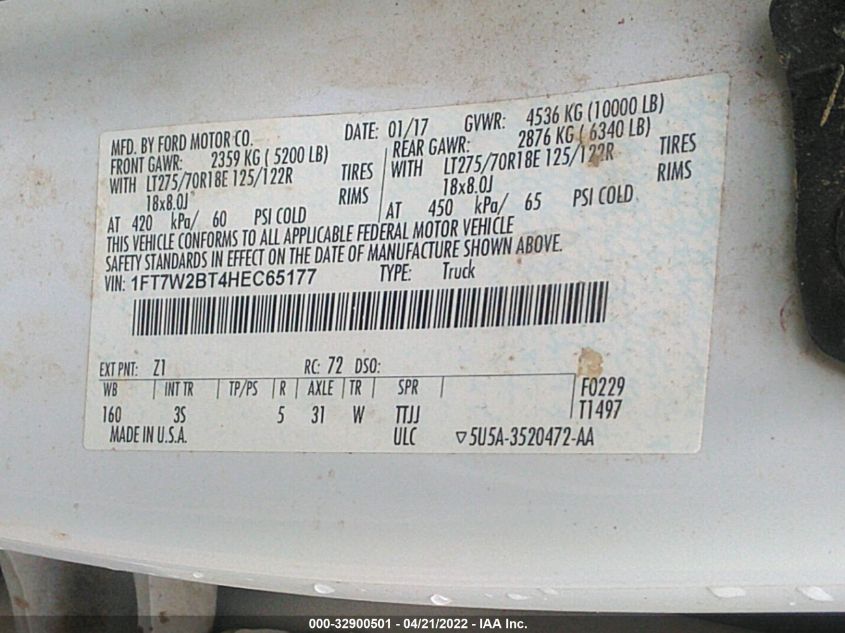 MFD. BY FORD MOTOR CO. DATE: 01/17 GVWR: 4536 KG (10000 LB)
FRONT GAWR: 2359 KG ( 5200 LB) REAR GAWR: 2876 KG ( 6340 LB)
WITH LT275/70R18E 125/122R TIRES WITH LT275/70R18E 125/122R TIRES
18x8.0J RIMS 18x8.0J RIMS
AT 420 kPa/ 60 PSI COLD AT 450 kPa/ 65 PSI COLD
THIS VEHICLE CONFORMS TO ALL APPLICABLE FEDERAL MOTOR VEHICLE
SAFETY STANDARDS IN EFFECT ON THE DATE OF MANUFACTURE SHOWN ABOVE.
VIN: 1FT7W2BT4HEC65177 TYPE: Truck
EXT PNT: Z1 RC: 72 DSO:
WB INT TR TP/PS R AXLE TR SPR F0229
160 3S 5 31 W TTJJ T1497
MADE IN U.S.A. ULC ▽5U5A-3520472-AA
000-32900501 - 04/21/2022 - IAA Inc.